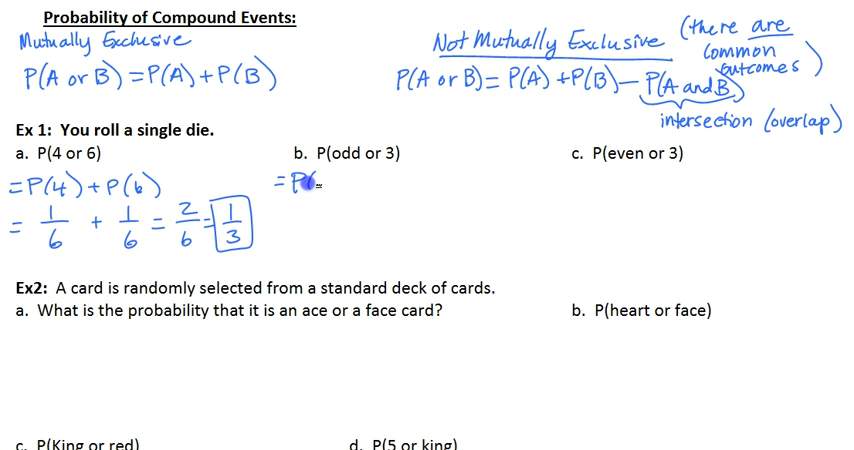 Probability of Compound Events:
Mutually Exclusive
P(A or B) = P(A) + P(B)
Not Mutually Exclusive (there are common outcomes)
P(A or B) = P(A) + P(B) - P(A and B)
intersection (overlap)
Ex 1: You roll a single die.
a. P(4 or 6)
= P(4) + P(6)
= 1/6 + 1/6 = 2/6 = 1/3
b. P(odd or 3)
= P(
c. P(even or 3)
Ex2: A card is randomly selected from a standard deck of cards.
a. What is the probability that it is an ace or a face card?
b. P(heart or face)
c. P(King or red)
d. P(5 or king)